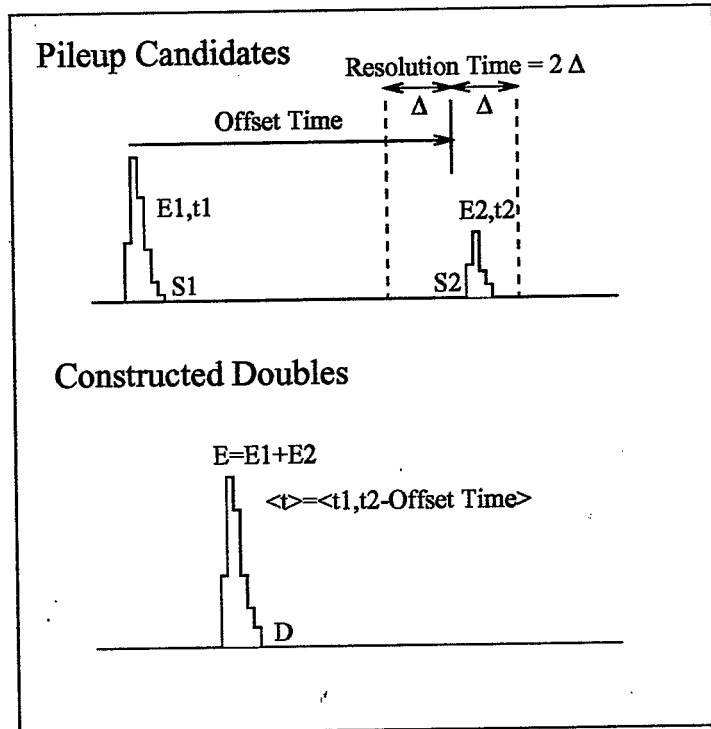 Pileup Candidates
Resolution Time = 2 Δ
Δ Δ
Offset Time
E1,t1
E2,t2
S1
S2
Constructed Doubles
E=E1+E2
<t>=<t1,t2-Offset Time>
D